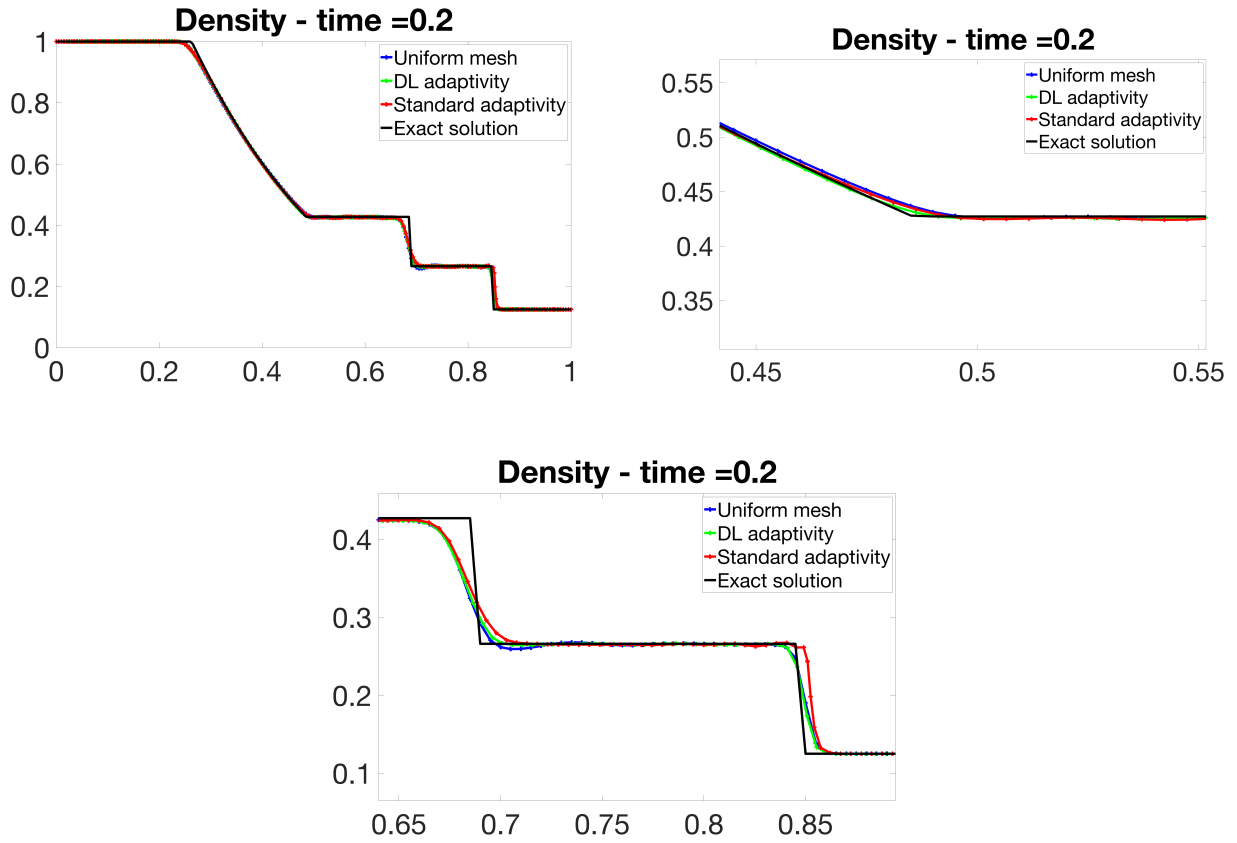 Density - time =0.2
1
0.8
0.6
0.4
0.2
0
0 0.2 0.4 0.6 0.8 1
Uniform mesh
DL adaptivity
Standard adaptivity
Exact solution
Density - time =0.2
0.55
0.5
0.45
0.4
0.35
0.45 0.5 0.55
Uniform mesh
DL adaptivity
Standard adaptivity
Exact solution
Density - time =0.2
0.4
0.3
0.2
0.1
0.65 0.7 0.75 0.8 0.85
Uniform mesh
DL adaptivity
Standard adaptivity
Exact solution